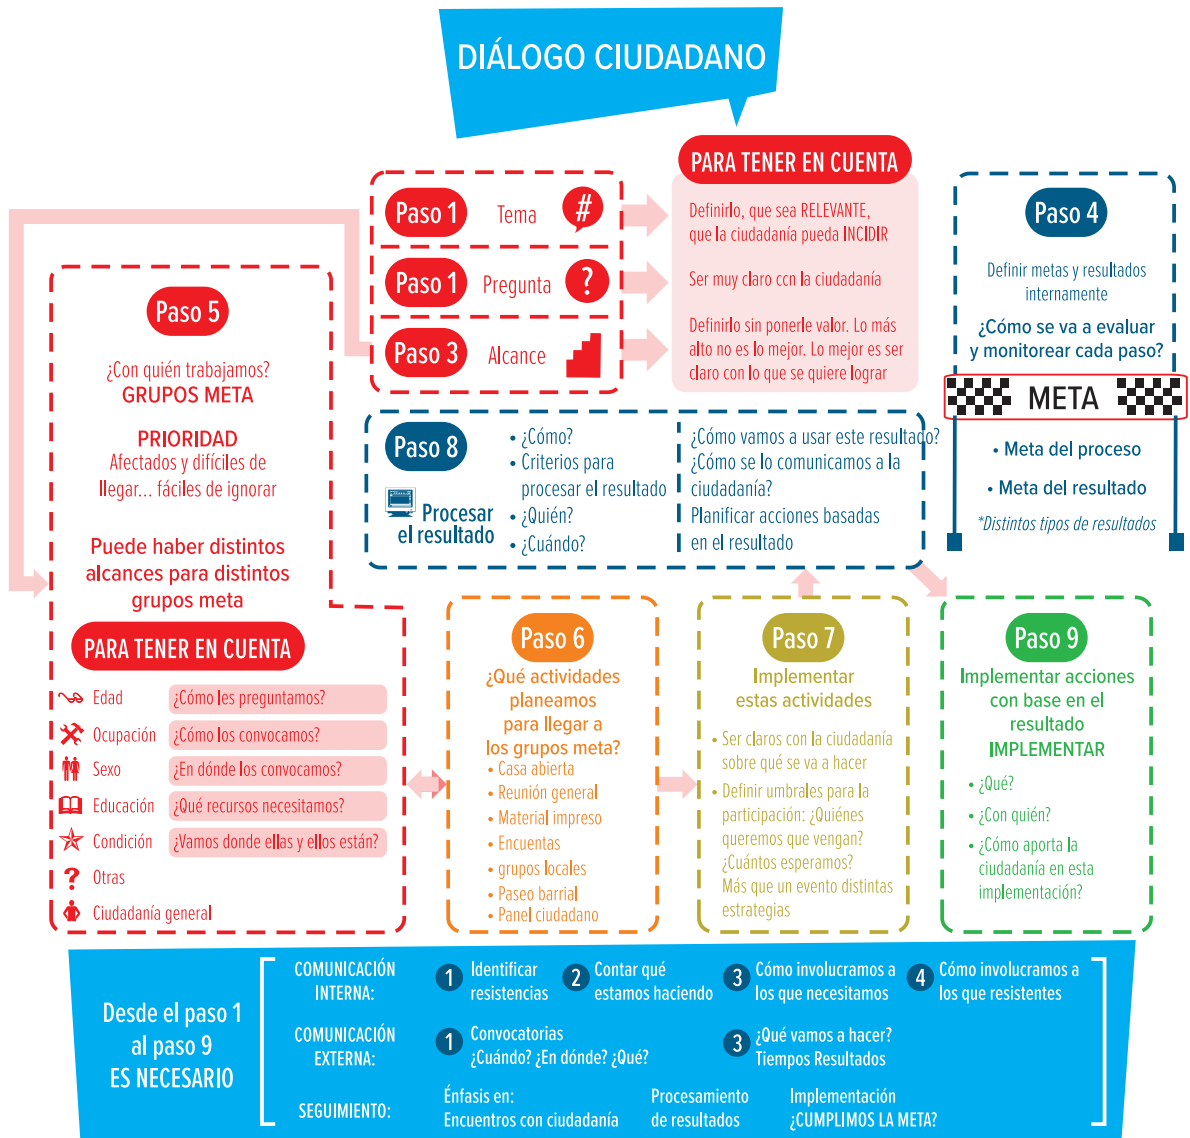 DIÁLOGO CIUDADANO
Paso 1
Tema
#
Paso 1
Pregunta
?
Paso 3
Alcance
PARA TENER EN CUENTA
Definirlo, que sea RELEVANTE,
que la ciudadanía pueda INCIDIR
Ser muy claro ccn la ciudadanía
Definirlo sin ponerle valor. Lo más
alto no es lo mejor. Lo mejor es ser
claro con lo que se quiere lograr
Paso 4
Definir metas y resultados
internamente
¿Cómo se va a evaluar
y monitorear cada paso?
META
• Meta del proceso
• Meta del resultado
*Distintos tipos de resultados
Paso 5
¿Con quién trabajamos?
GRUPOS META
PRIORIDAD
Afectados y difíciles de
llegar... fáciles de ignorar
Puede haber distintos
alcances para distintos
grupos meta
PARA TENER EN CUENTA
Edad
¿Cómo les preguntamos?
Ocupación
¿Cómo los convocamos?
Sexo
¿En dónde los convocamos?
Educación
¿Qué recursos necesitamos?
Condición
¿Vamos donde ellas y ellos están?
?
Otras
Ciudadanía general
Paso 8
Procesar
el resultado
• ¿Cómo?
• Criterios para
procesar el resultado
• ¿Quién?
• ¿Cuándo?
¿Cómo vamos a usar este resultado?
¿Cómo se lo comunicamos a la
ciudadanía?
Planificar acciones basadas
en el resultado
Paso 6
¿Qué actividades
planeamos
para llegar a
los grupos meta?
• Casa abierta
• Reunión general
• Material impreso
• Encuentas
• grupos locales
• Paseo barrial
• Panel ciudadano
Paso 7
Implementar
estas actividades
• Ser claros con la ciudadanía
sobre qué se va a hacer
• Definir umbrales para la
participación: ¿Quiénes
queremos que vengan?
¿Cuántos esperamos?
Más que un evento distintas
estrategias
Paso 9
Implementar acciones
con base en el
resultado
IMPLEMENTAR
• ¿Qué?
• ¿Con quién?
• ¿Cómo aporta la
ciudadanía en esta
implementación?
Desde el paso 1
al paso 9
ES NECESARIO
COMUNICACIÓN
INTERNA:
1 Identificar
resistencias
2 Contar qué
estamos haciendo
3 Cómo involucramos a
los que necesitamos
4 Cómo involucramos a
los que resistentes
COMUNICACIÓN
EXTERNA:
1 Convocatorias
¿Cuándo? ¿En dónde? ¿Qué?
3 ¿Qué vamos a hacer?
Tiempos Resultados
SEGUIMIENTO:
Énfasis en:
Encuentros con ciudadanía
Procesamiento
de resultados
Implementación
¿CUMPLIMOS LA META?